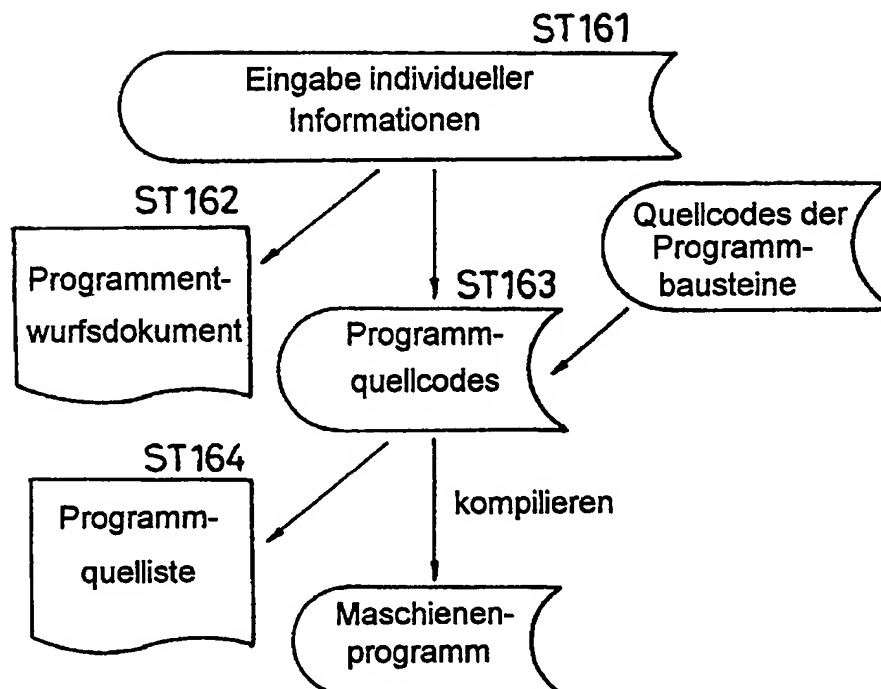 ST161
Eingabe individueller
Informationen
ST162
Programment-
wurfsdokument
Quellcodes der
Programm-
bausteine
ST163
Programm-
quellcodes
ST164
Programm-
quelliste
kompilieren
Maschienen-
programm